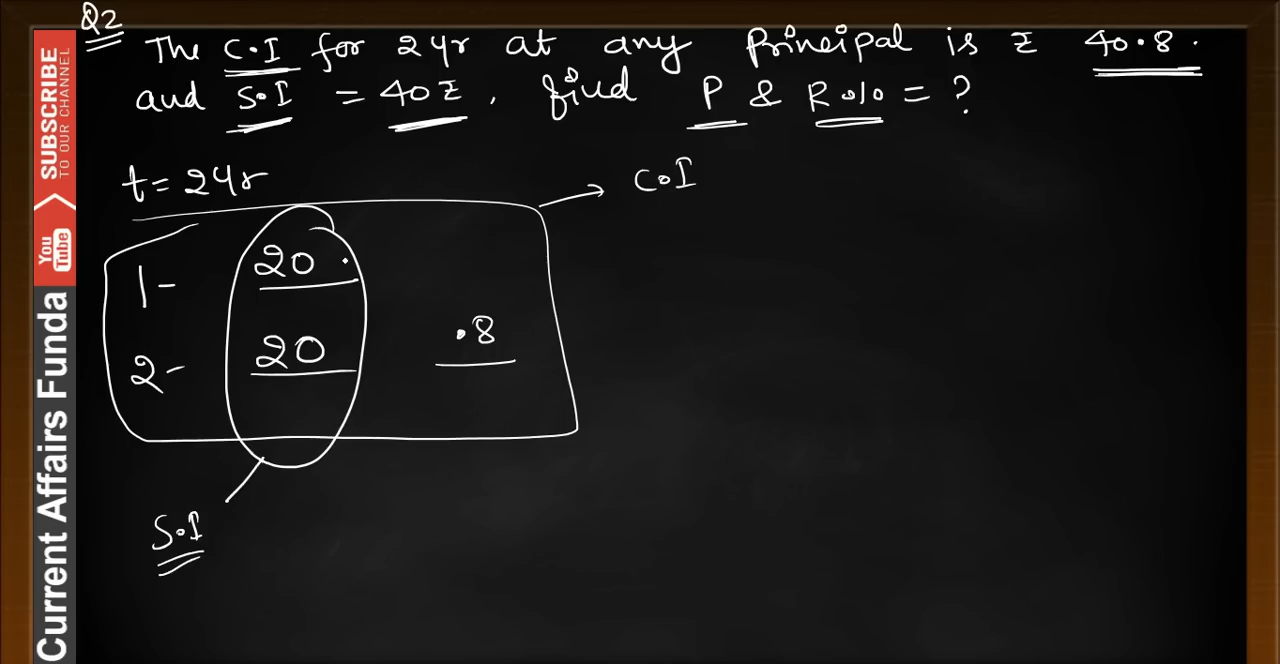 Q2
The C.I for 2yr at any Principal is ₹ 40.8.
and S.I = 40₹, find P & R% = ?
t = 2yr
C.I
1- 20.
2- 20 .8
S.I
SUBSCRIBE
TO OUR CHANNEL
You Tube
Current Affairs Funda